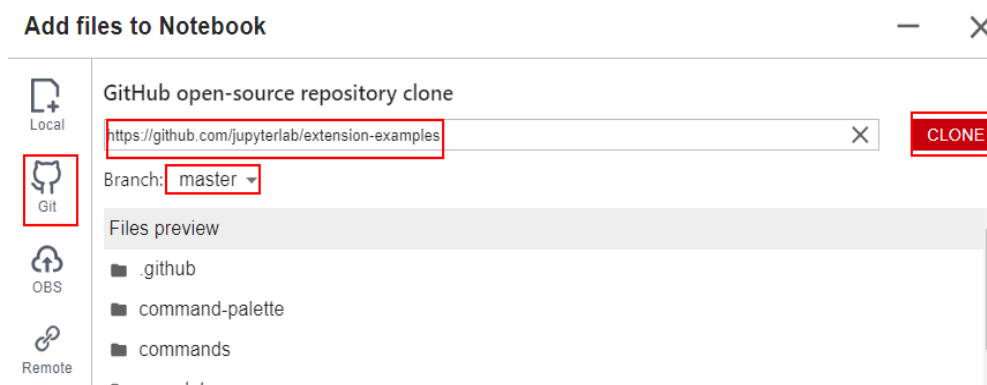 Add files to Notebook
Local
Git
OBS
Remote
GitHub open-source repository clone
https://github.com/jupyterlab/extension-examples
CLONE
Branch: master
Files preview
.github
command-palette
commands